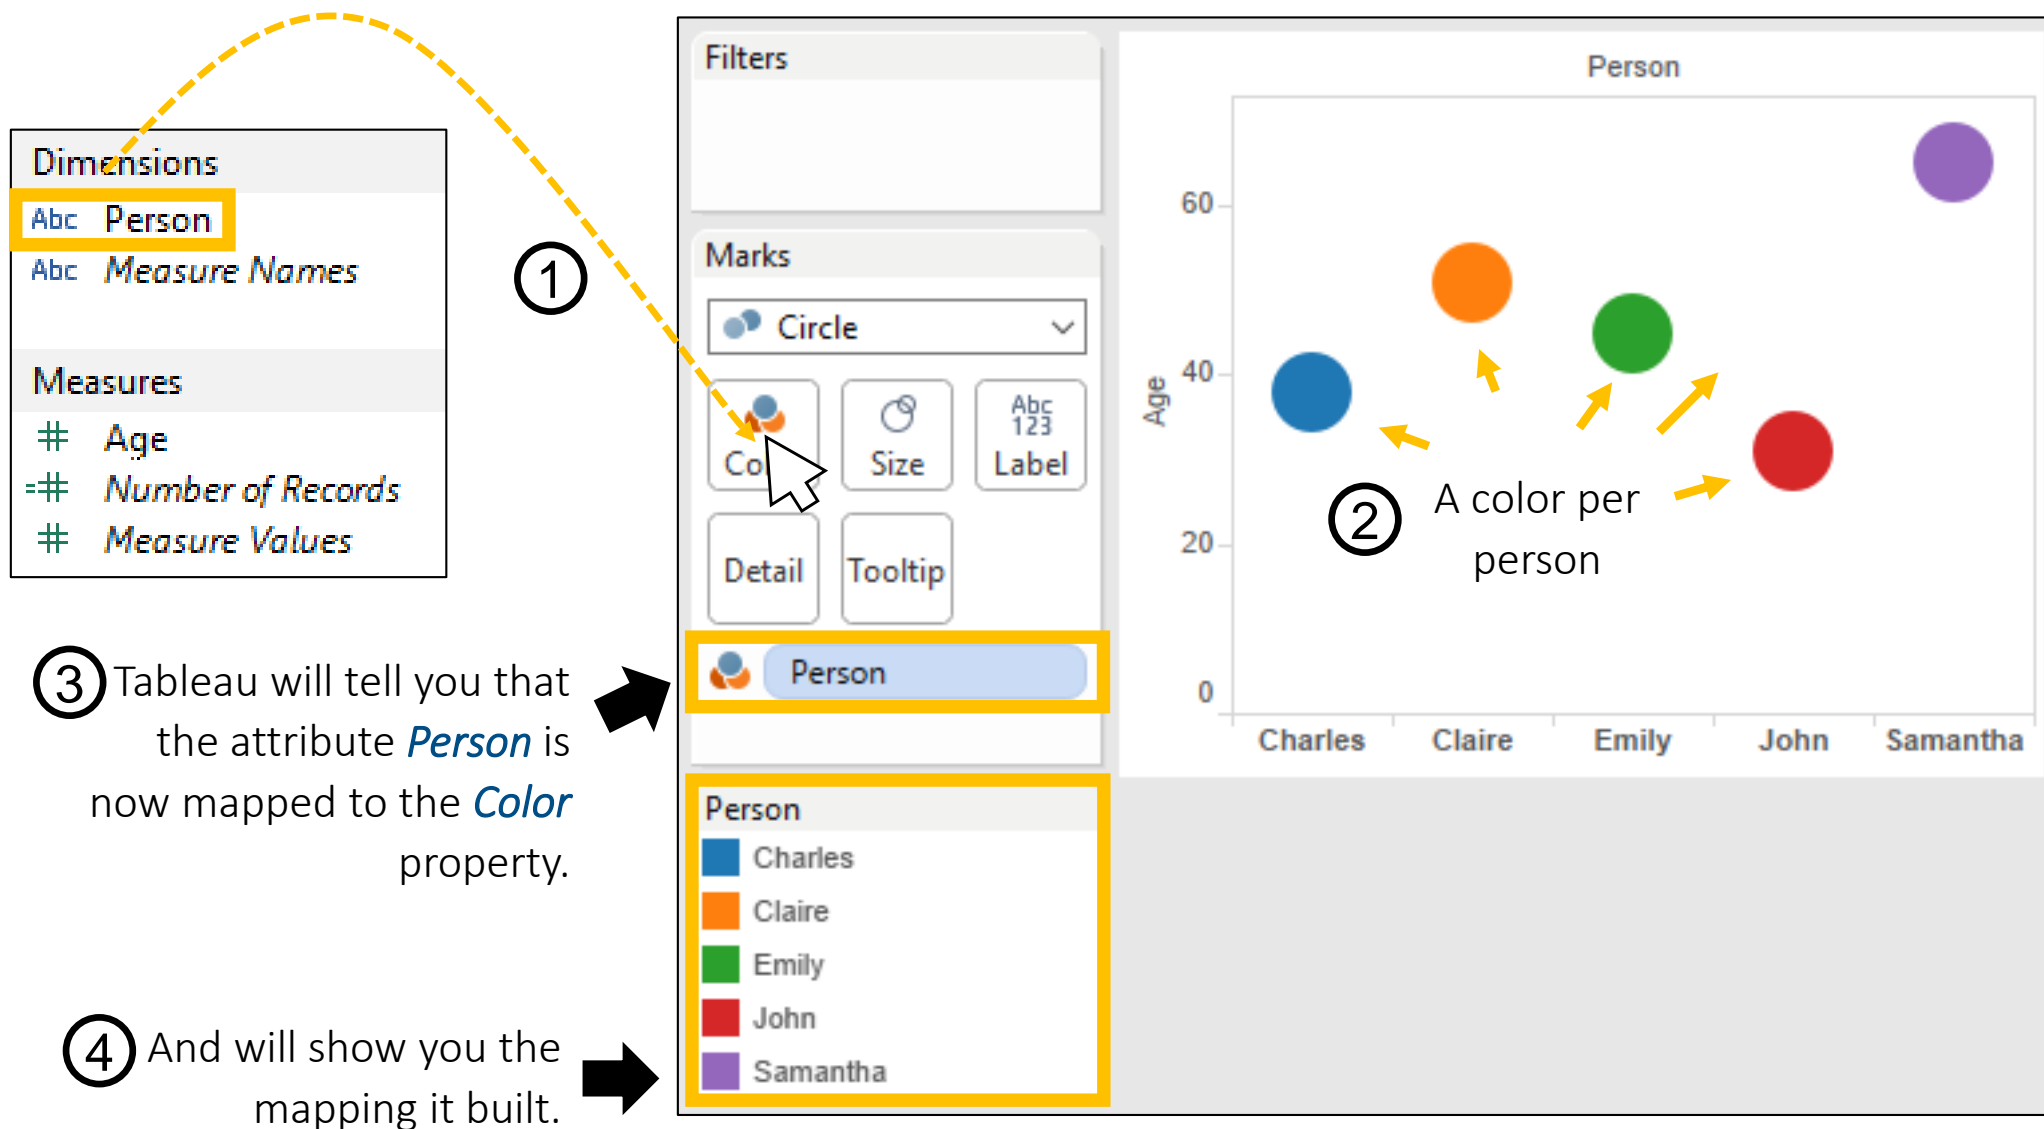 Dimensions
Abc Person
Abc Measure Names
Measures
Age
Number of Records
Measure Values
1
Filters
Marks
Circle
Size
Abc
123
Label
Detail
Tooltip
Person
Person
Charles
Claire
Emily
John
Samantha
Person
Age
60
40
20
0
Charles
Claire
Emily
John
Samantha
2
A color per
person
3 Tableau will tell you that
the attribute Person is
now mapped to the Color
property.
4 And will show you the
mapping it built.